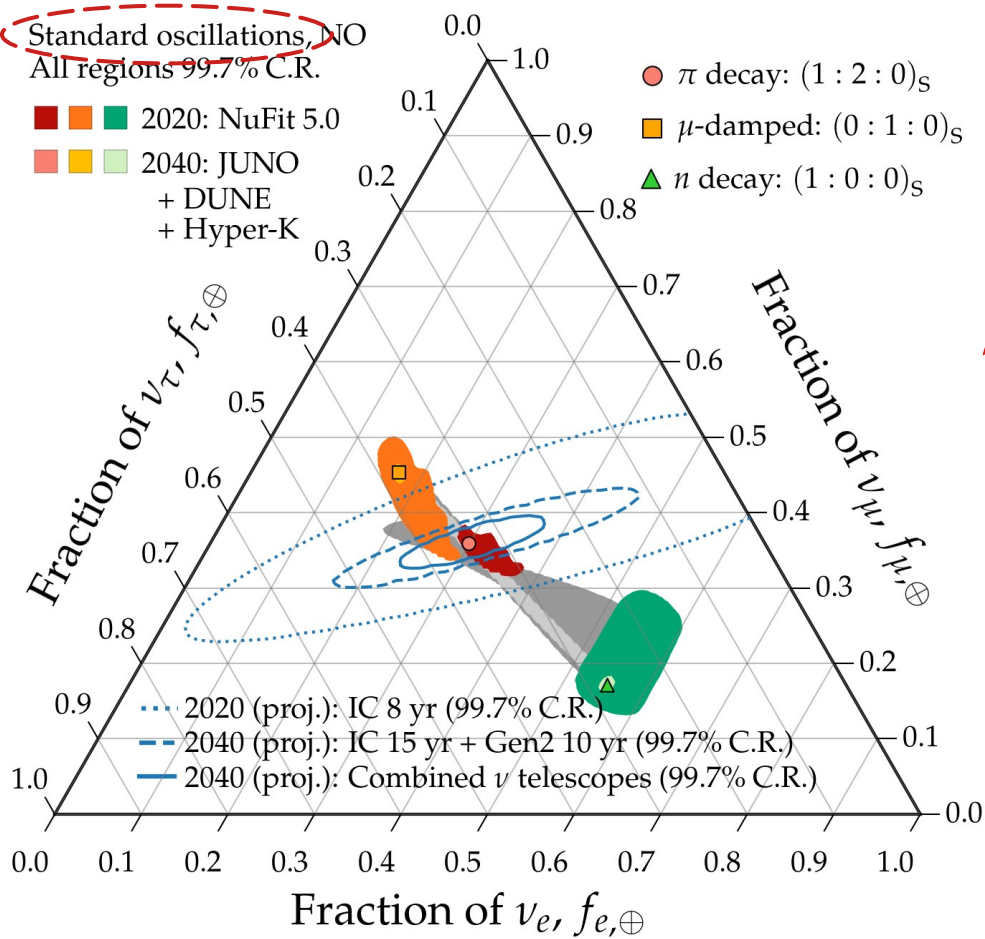 Standard oscillations, NO
All regions 99.7% C.R.
2020: NuFit 5.0
2040: JUNO
+ DUNE
+ Hyper-K
π decay: (1 : 2 : 0)S
μ-damped: (0 : 1 : 0)S
n decay: (1 : 0 : 0)S
0.0
0.1
0.2
0.3
0.4
0.5
0.6
0.7
0.8
0.9
1.0
Fraction of ντ, fτ,⊕
1.0
0.9
0.8
0.7
0.6
0.5
0.4
0.3
0.2
0.1
0.0
Fraction of νμ, fμ,⊕
2020 (proj.): IC 8 yr (99.7% C.R.)
2040 (proj.): IC 15 yr + Gen2 10 yr (99.7% C.R.)
2040 (proj.): Combined ν telescopes (99.7% C.R.)
0.0 0.1 0.2 0.3 0.4 0.5 0.6 0.7 0.8 0.9 1.0
Fraction of νe, fe,⊕